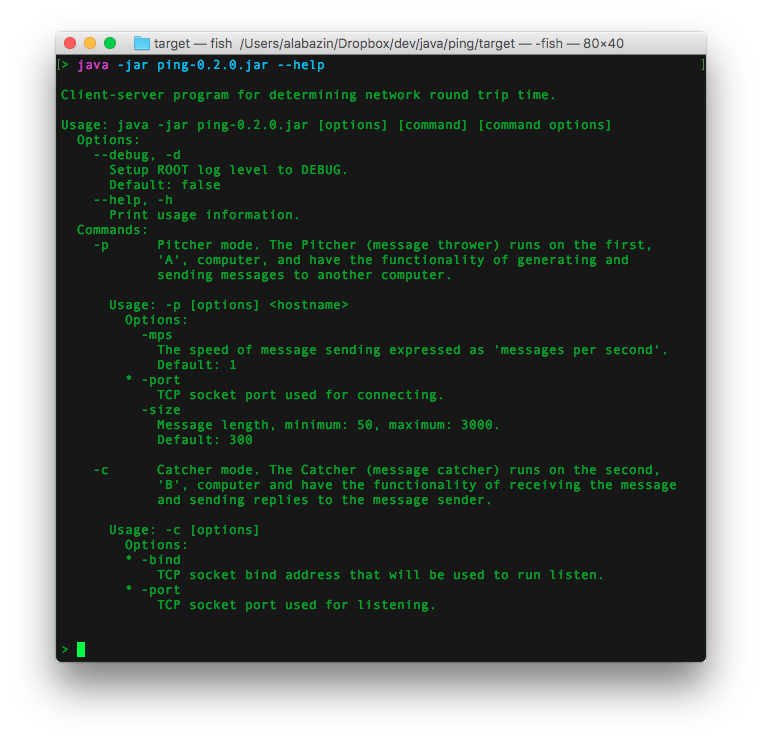 target — fish /Users/alabazin/Dropbox/dev/java/ping/target — -fish — 80×40
[> java -jar ping-0.2.0.jar --help ]
Client-server program for determining network round trip time.
Usage: java -jar ping-0.2.0.jar [options] [command] [command options]
Options:
--debug, -d
Setup ROOT log level to DEBUG.
Default: false
--help, -h
Print usage information.
Commands:
-p Pitcher mode. The Pitcher (message thrower) runs on the first,
'A', computer, and have the functionality of generating and
sending messages to another computer.
Usage: -p [options] <hostname>
Options:
-mps
The speed of message sending expressed as 'messages per second'.
Default: 1
* -port
TCP socket port used for connecting.
-size
Message length, minimum: 50, maximum: 3000.
Default: 300
-c Catcher mode. The Catcher (message catcher) runs on the second,
'B', computer and have the functionality of receiving the message
and sending replies to the message sender.
Usage: -c [options]
Options:
* -bind
TCP socket bind address that will be used to run listen.
* -port
TCP socket port used for listening.
>